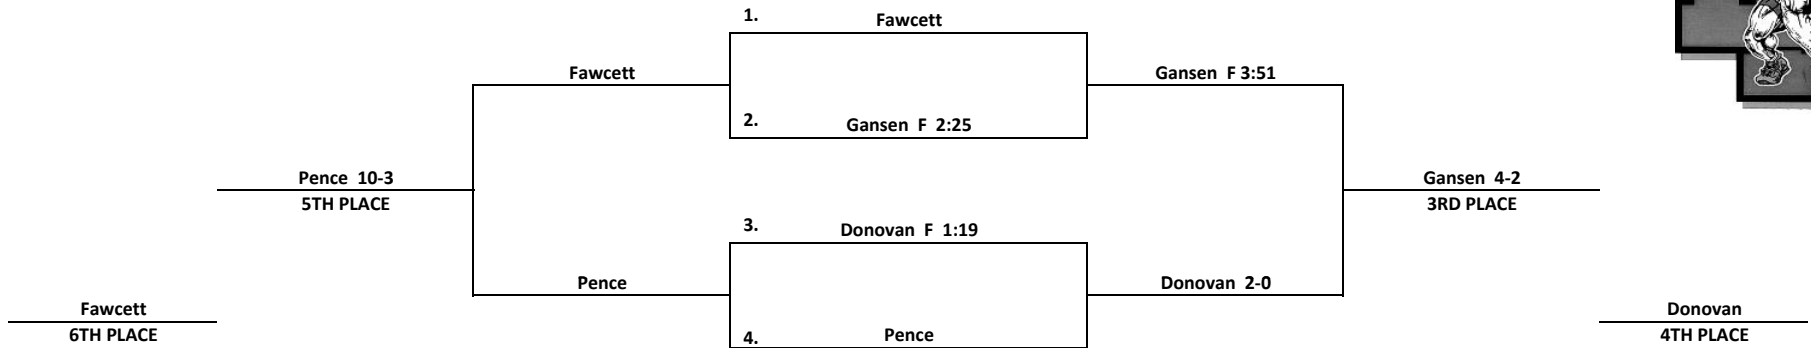 1.
Fawcett
Fawcett
Gansen F 3:51
2.
Gansen F 2:25
Pence 10-3
5TH PLACE
Gansen 4-2
3RD PLACE
3.
Donovan F 1:19
Pence
Donovan 2-0
Fawcett
6TH PLACE
4.
Pence
Donovan
4TH PLACE